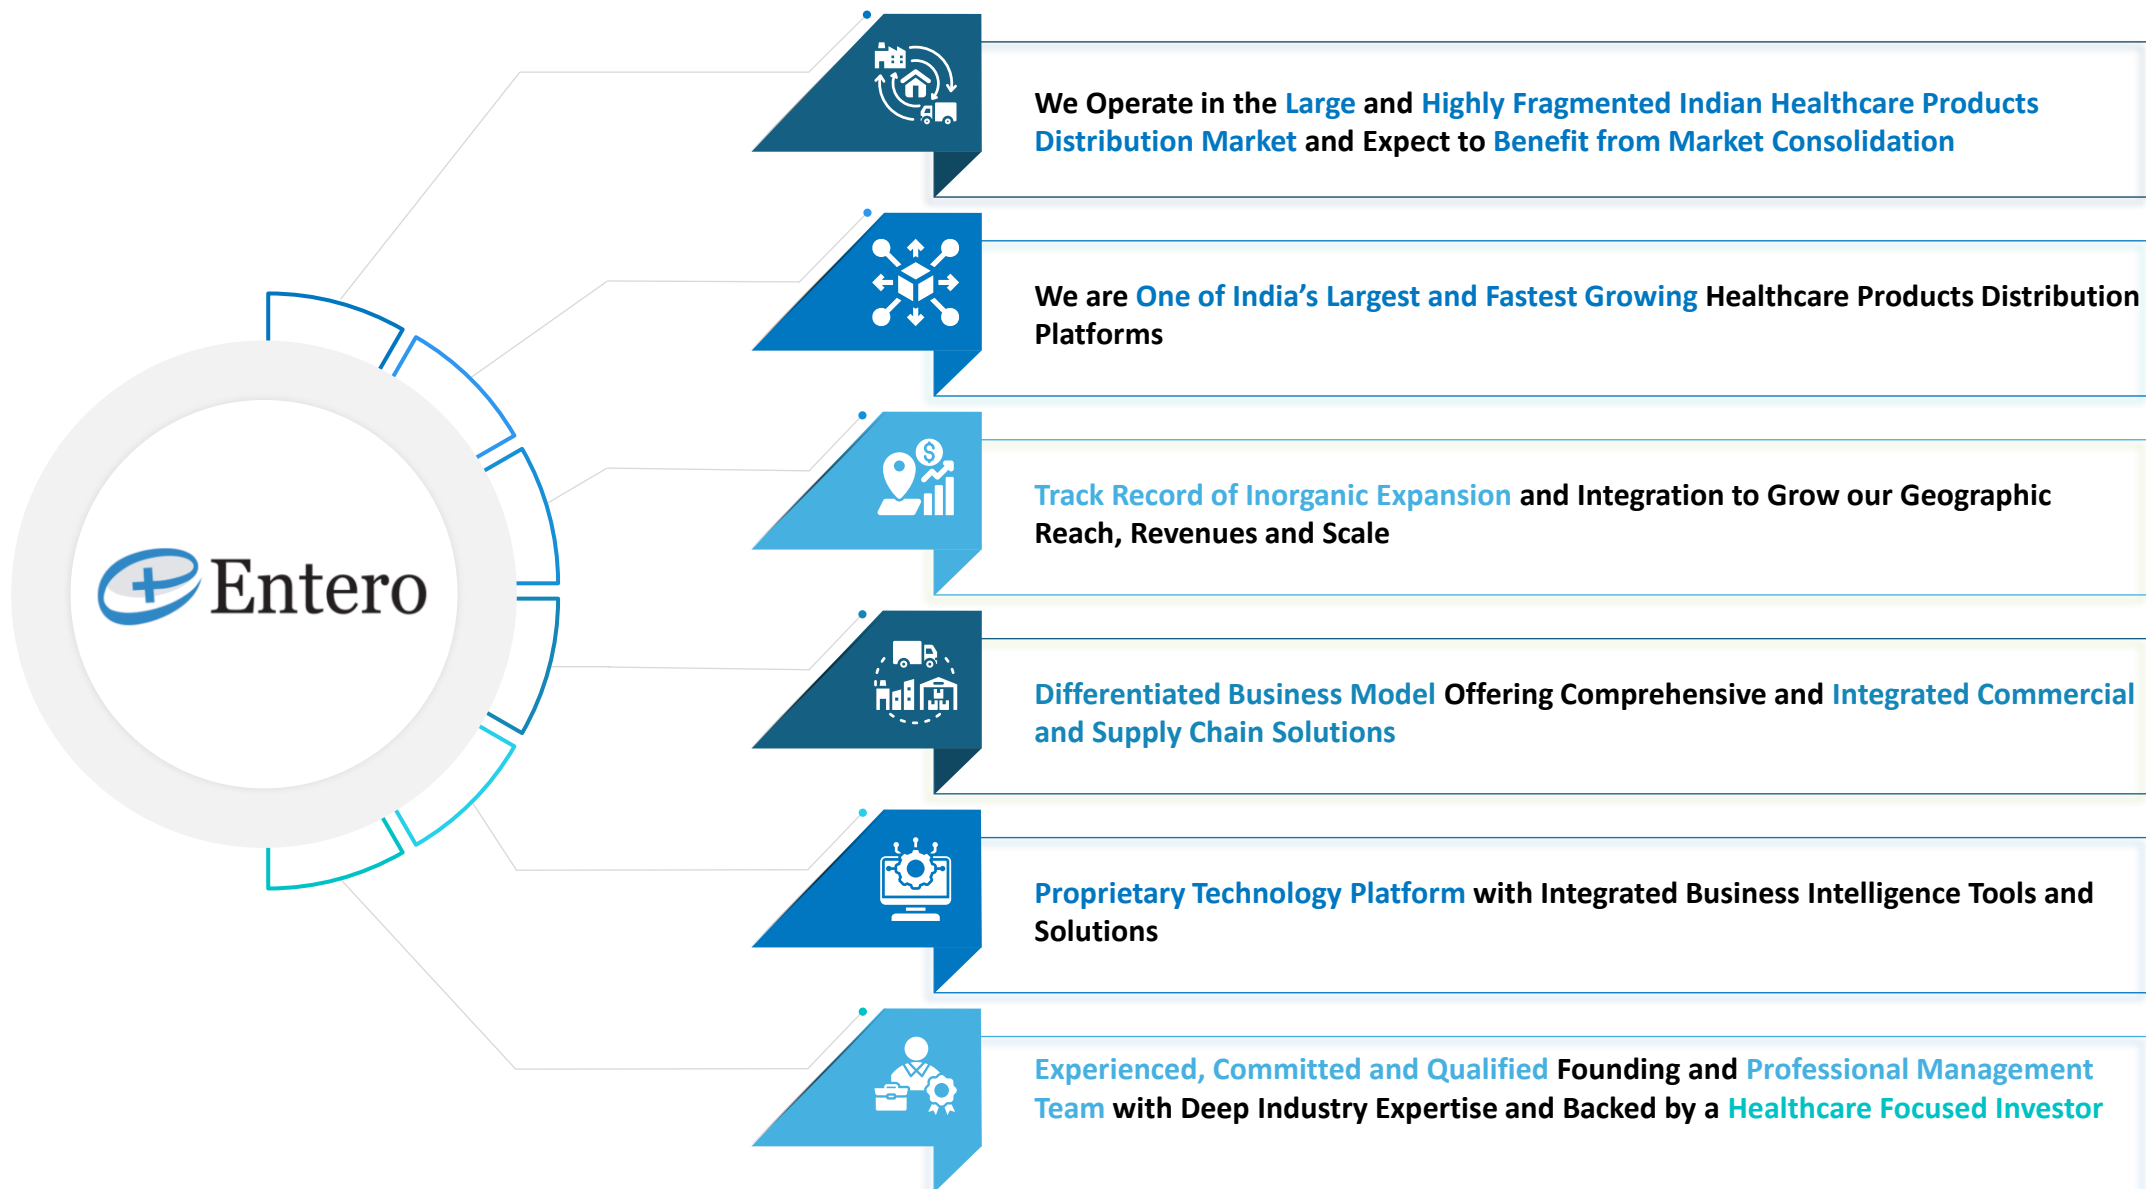 We Operate in the Large and Highly Fragmented Indian Healthcare Products
Distribution Market and Expect to Benefit from Market Consolidation
We are One of India’s Largest and Fastest Growing Healthcare Products Distribution
Platforms
Track Record of Inorganic Expansion and Integration to Grow our Geographic
Reach, Revenues and Scale
Entero
Differentiated Business Model Offering Comprehensive and Integrated Commercial
and Supply Chain Solutions
Proprietary Technology Platform with Integrated Business Intelligence Tools and
Solutions
Experienced, Committed and Qualified Founding and Professional Management
Team with Deep Industry Expertise and Backed by a Healthcare Focused Investor